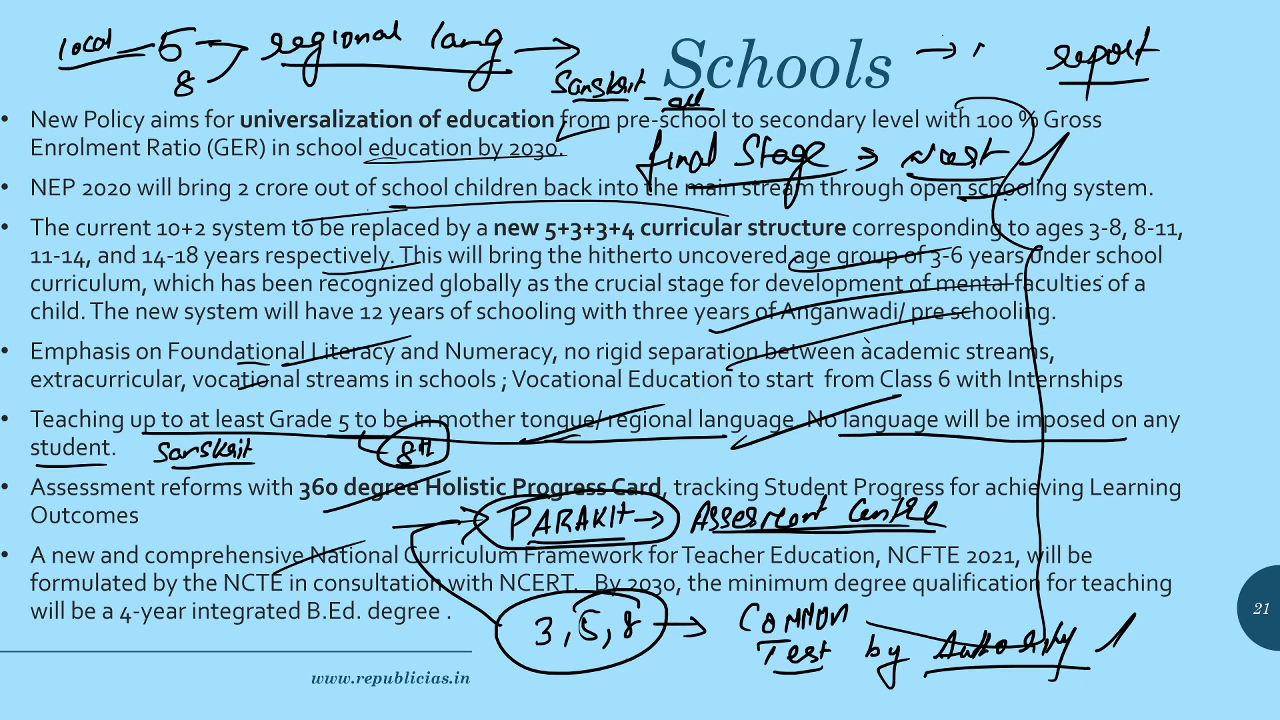 local 5 regional lang
8
Sanskrit - all
Schools
report
• New Policy aims for universalization of education from pre-school to secondary level with 100 % Gross
Enrolment Ratio (GER) in school education by 2030.
final stage
• NEP 2020 will bring 2 crore out of school children back into the main stream through open schooling system.
• The current 10+2 system to be replaced by a new 5+3+3+4 curricular structure corresponding to ages 3-8, 8-11,
11-14, and 14-18 years respectively. This will bring the hitherto uncovered age group of 3-6 years under school
curriculum, which has been recognized globally as the crucial stage for development of mental faculties of a
child. The new system will have 12 years of schooling with three years of Anganwadi/ pre schooling.
• Emphasis on Foundational Literacy and Numeracy, no rigid separation between academic streams,
extracurricular, vocational streams in schools ; Vocational Education to start from Class 6 with Internships
• Teaching up to at least Grade 5 to be in mother tongue/ regional language. No language will be imposed on any
student.
Sanskrit
8th
• Assessment reforms with 360 degree Holistic Progress Card, tracking Student Progress for achieving Learning
Outcomes
PARAKH → Assesment Centre
• A new and comprehensive National Curriculum Framework for Teacher Education, NCFTE 2021, will be
formulated by the NCTE in consultation with NCERT. By 2030, the minimum degree qualification for teaching
will be a 4-year integrated B.Ed. degree .
3, 5, 8 → Common
Test by Authority
21
www.republicias.in